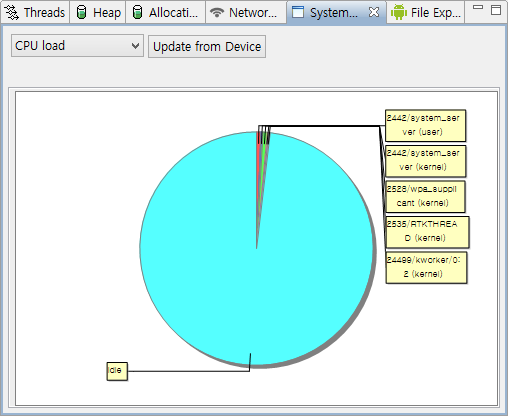 Threads
Heap
Allocati...
Networ...
System...
File Exp...
CPU load
Update from Device
2442/system_ser
ver (user)
2442/system_ser
ver (kernel)
2526/wpa_suppli
cant (kernel)
2535/RTKTHREA
D (kernel)
24499/kworker/0:
2 (kernel)
Idle